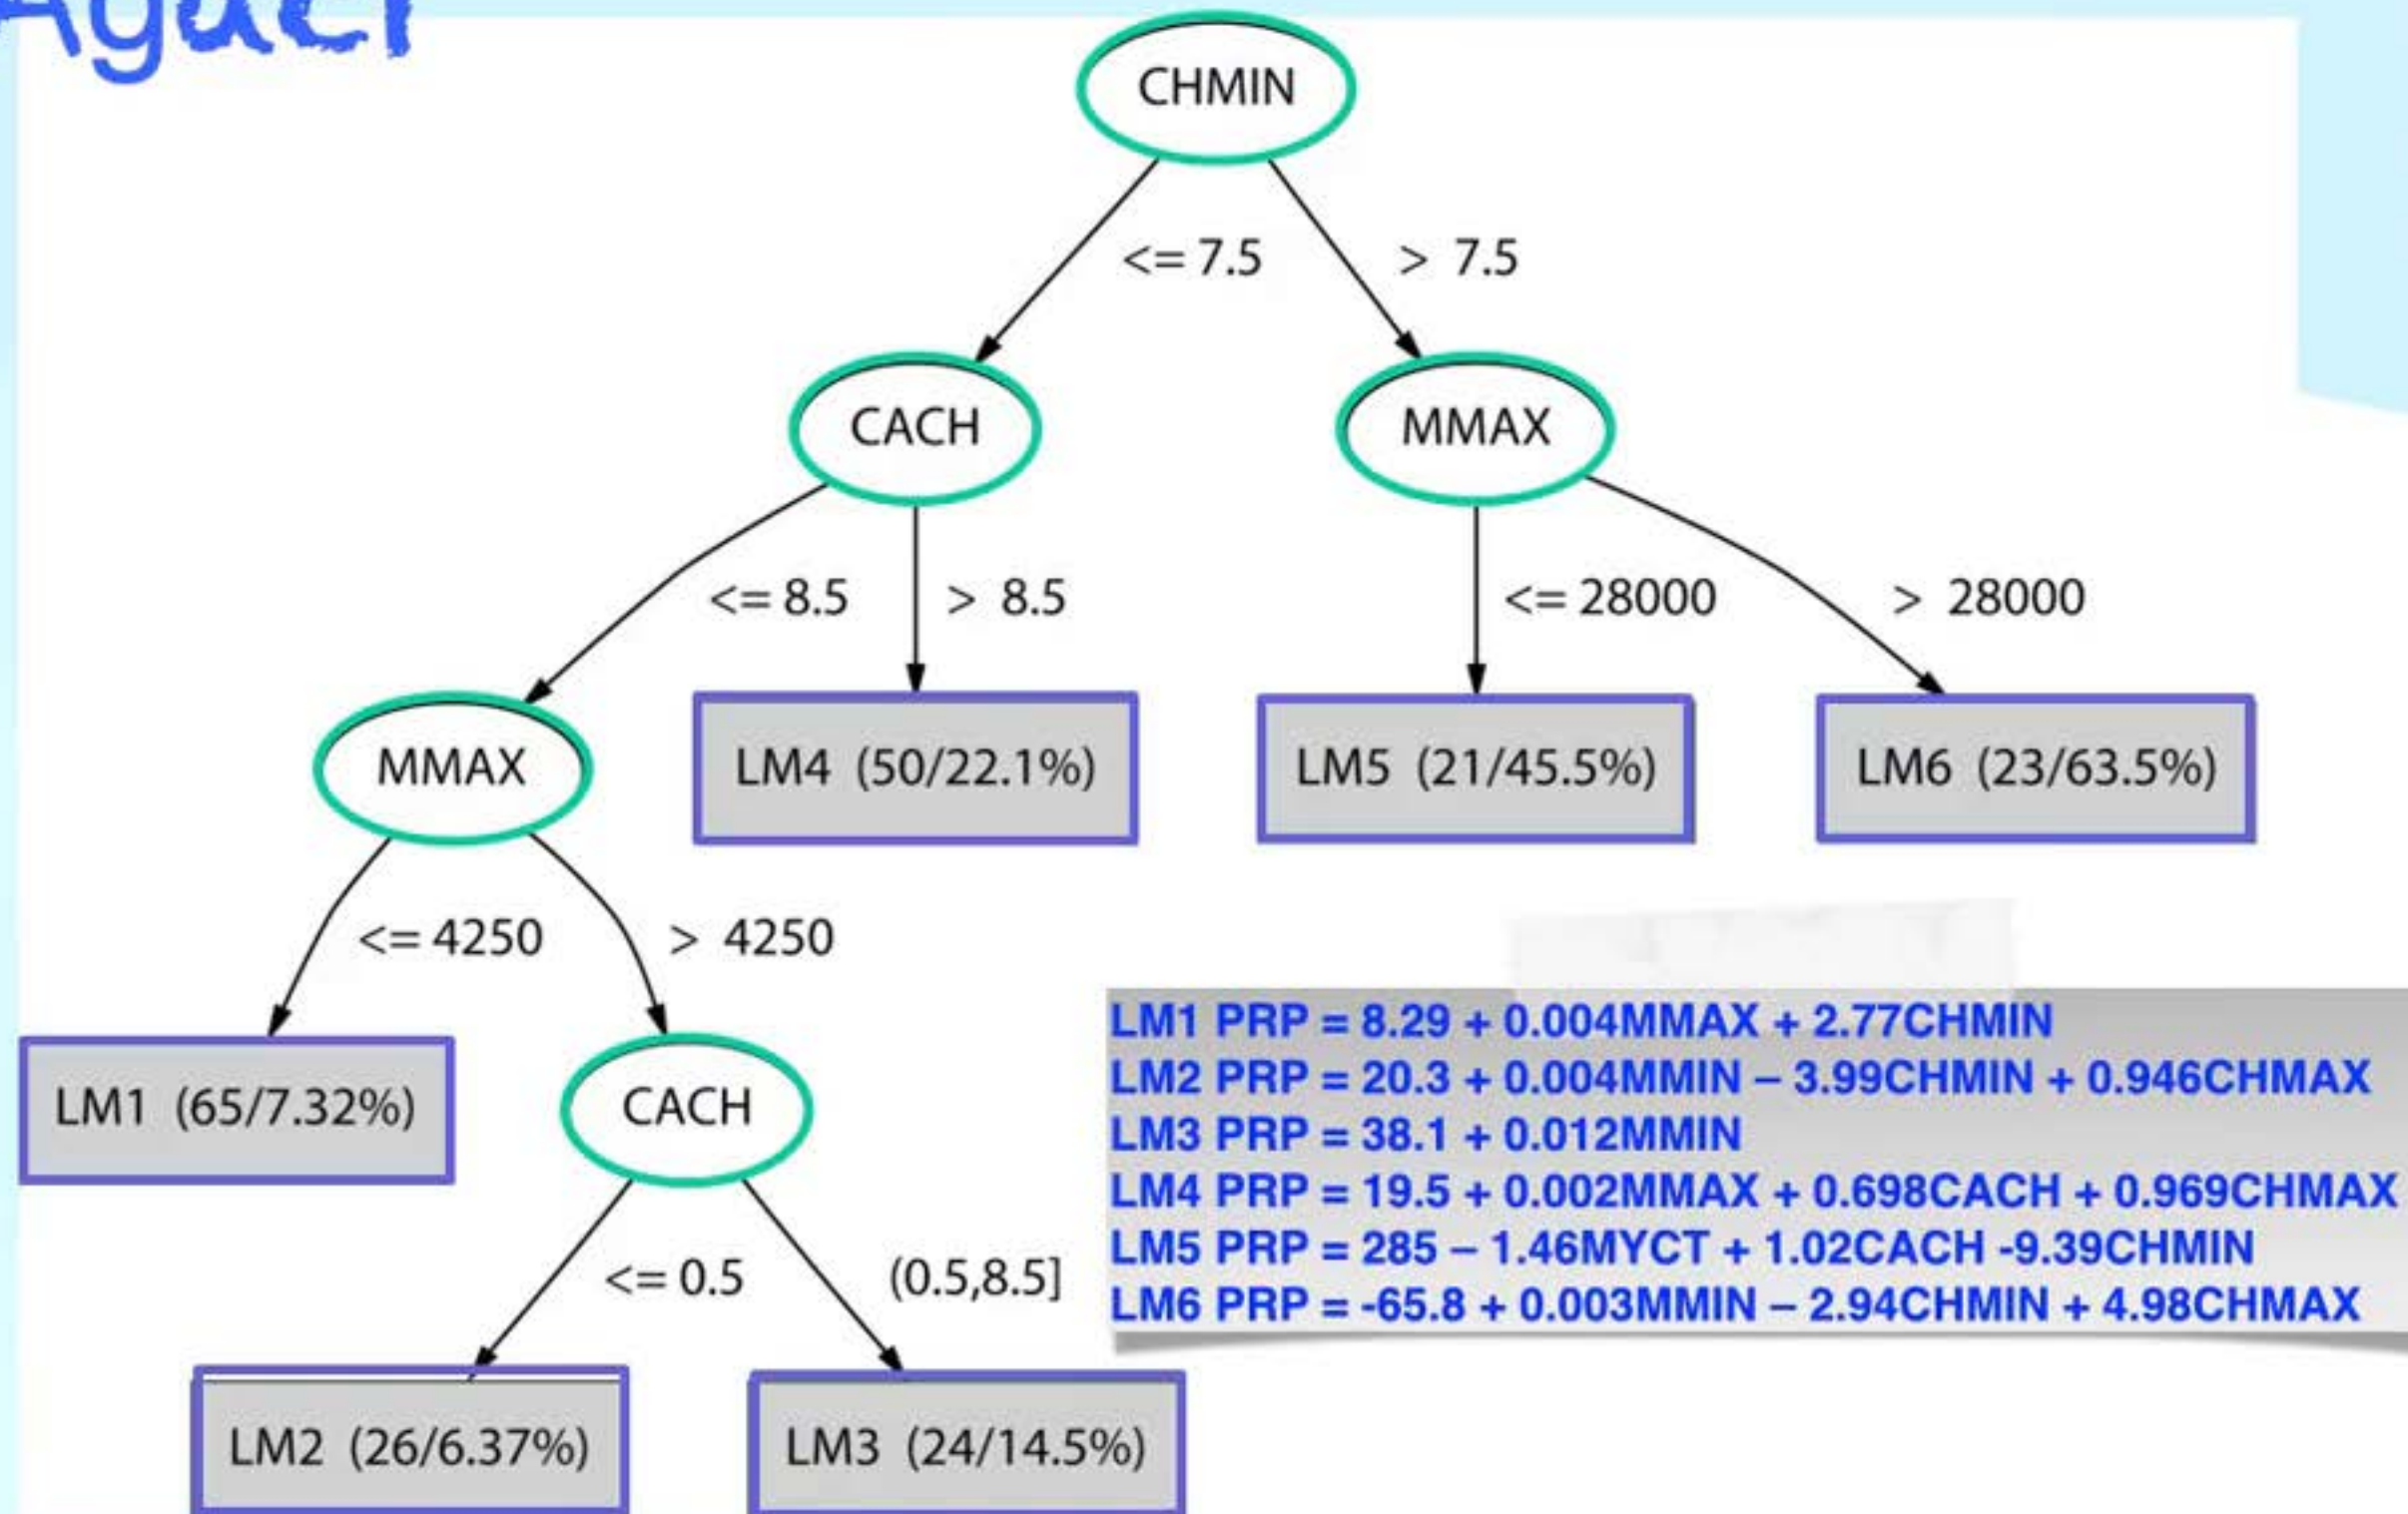 Ağacı
CHMIN
<= 7.5
> 7.5
CACH
MMAX
<= 8.5
> 8.5
<= 28000
> 28000
MMAX
LM4 (50/22.1%)
LM5 (21/45.5%)
LM6 (23/63.5%)
<= 4250
> 4250
LM1 (65/7.32%)
CACH
<= 0.5
(0.5,8.5]
LM2 (26/6.37%)
LM3 (24/14.5%)
LM1 PRP = 8.29 + 0.004MMAX + 2.77CHMIN
LM2 PRP = 20.3 + 0.004MMIN – 3.99CHMIN + 0.946CHMAX
LM3 PRP = 38.1 + 0.012MMIN
LM4 PRP = 19.5 + 0.002MMAX + 0.698CACH + 0.969CHMAX
LM5 PRP = 285 – 1.46MYCT + 1.02CACH -9.39CHMIN
LM6 PRP = -65.8 + 0.003MMIN – 2.94CHMIN + 4.98CHMAX